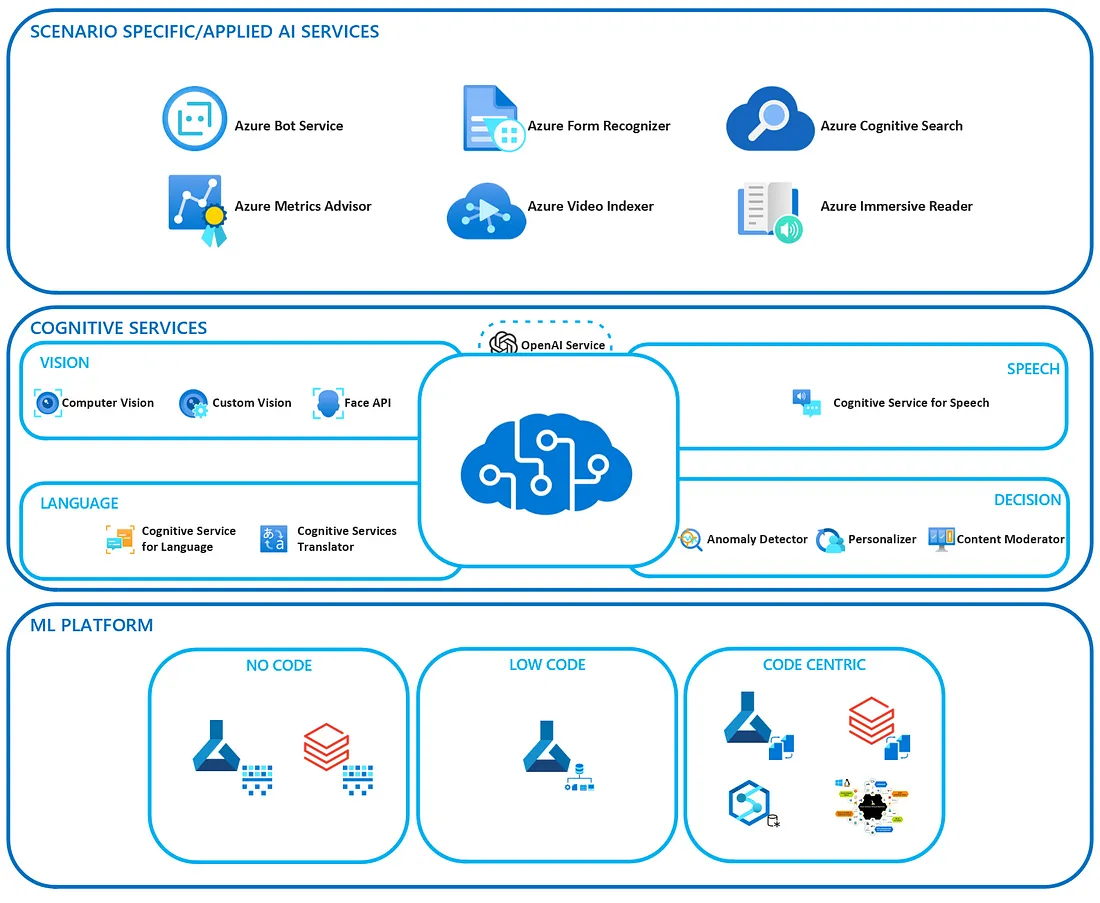 SCENARIO SPECIFIC/APPLIED AI SERVICES
Azure Bot Service
Azure Form Recognizer
Azure Cognitive Search
Azure Metrics Advisor
Azure Video Indexer
Azure Immersive Reader
COGNITIVE SERVICES
OpenAI Service
VISION
Computer Vision
Custom Vision
Face API
SPEECH
Cognitive Service for Speech
LANGUAGE
Cognitive Service
for Language
Cognitive Services
Translator
DECISION
Anomaly Detector
Personalizer
Content Moderator
ML PLATFORM
NO CODE
LOW CODE
CODE CENTRIC